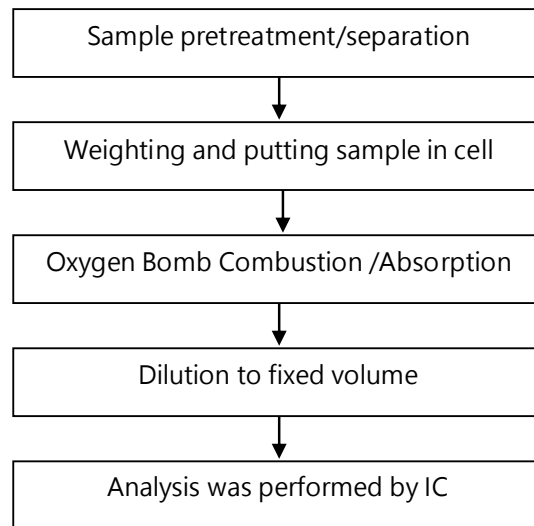 Sample pretreatment/separation
Weighting and putting sample in cell
Oxygen Bomb Combustion /Absorption
Dilution to fixed volume
Analysis was performed by IC